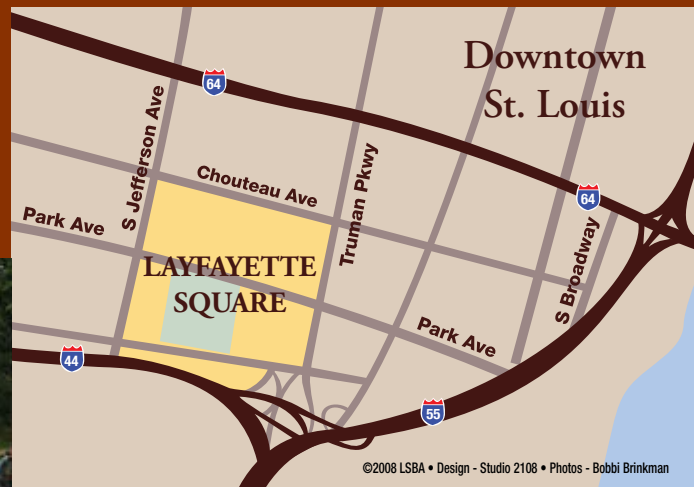 Downtown
St. Louis
64
S Jefferson Ave
Chouteau Ave
Truman Pkwy
64
Park Ave
S Broadway
LAYFAYETTE
SQUARE
Park Ave
44
55
©2008 LSBA • Design - Studio 2108 • Photos - Bobbi Brinkman